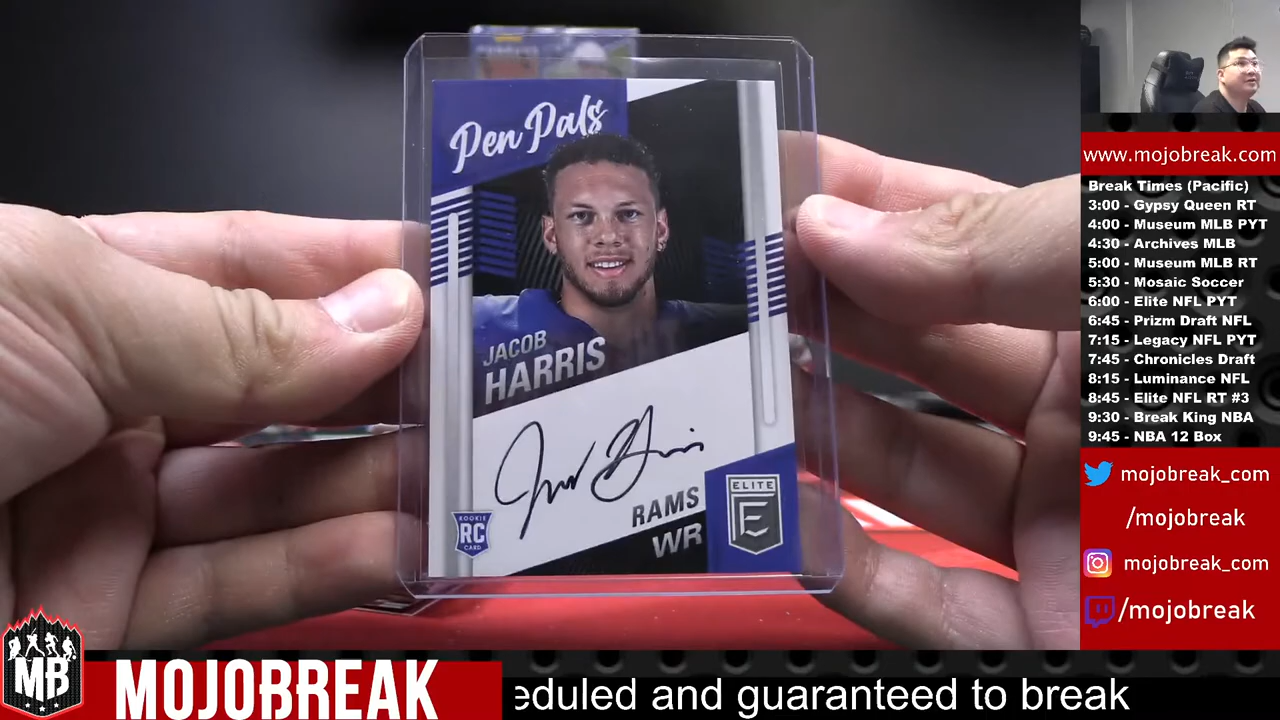 Pen Pals
JACOB
HARRIS
RAMS
WR
ROOKIE
RC
CARD
ELITE
E
www.mojobreak.com
Break Times (Pacific)
3:00 - Gypsy Queen RT
4:00 - Museum MLB PYT
4:30 - Archives MLB
5:00 - Museum MLB RT
5:30 - Mosaic Soccer
6:00 - Elite NFL PYT
6:45 - Prizm Draft NFL
7:15 - Legacy NFL PYT
7:45 - Chronicles Draft
8:15 - Luminance NFL
8:45 - Elite NFL RT #3
9:30 - Break King NBA
9:45 - NBA 12 Box
mojobreak_com
/mojobreak
mojobreak_com
/mojobreak
MB
MOJOBREAK
eduled and guaranteed to break